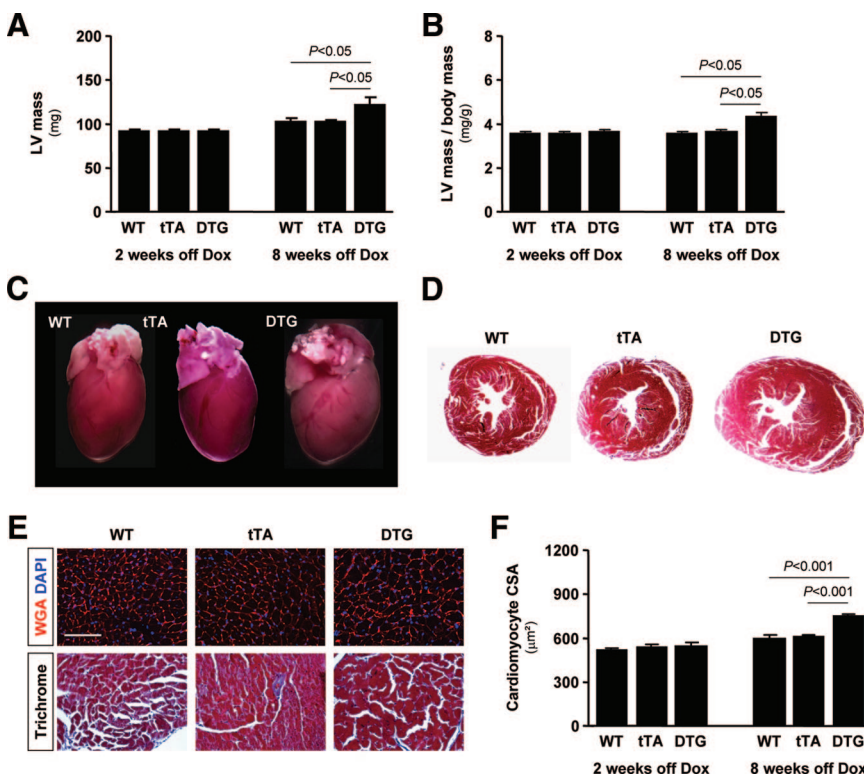 A
LV mass
(mg)
200
150
100
50
0
P<0.05
P<0.05
WT tTA DTG WT tTA DTG
2 weeks off Dox 8 weeks off Dox
B
LV mass / body mass
(mg/g)
8
6
4
2
0
P<0.05
P<0.05
WT tTA DTG WT tTA DTG
2 weeks off Dox 8 weeks off Dox
C
WT tTA DTG
D
WT tTA DTG
E
WT tTA DTG
WGA DAPI
Trichrome
F
Cardiomyocyte CSA
(µm²)
1200
900
600
300
0
P<0.001
P<0.001
WT tTA DTG WT tTA DTG
2 weeks off Dox 8 weeks off Dox